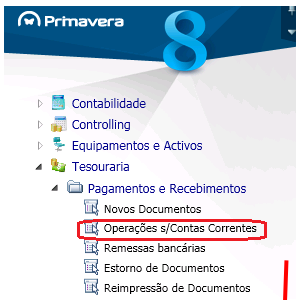 Primavera
8
Contabilidade
Controlling
Equipamentos e Activos
Tesouraria
Pagamentos e Recebimentos
Novos Documentos
Operações s/Contas Correntes
Remessas bancárias
Estorno de Documentos
Reimpressão de Documentos